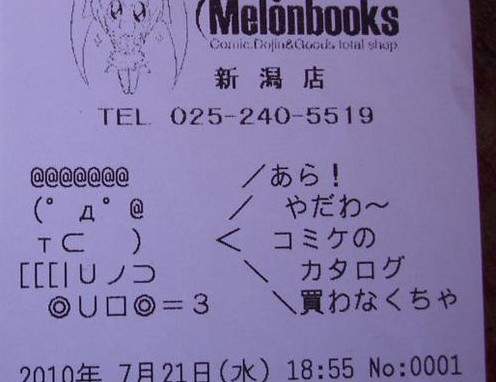 Melonbooks
Comic.Dojin&Goods total shop
新潟店
TEL 025-240-5519
@@@@@@@ ／あら！
(ﾟ д ﾟ @ ／ やだわ～
т⊂ ) ＜ コミケの
[[[|∪ノ⊃ ＼ カタログ
◎∪□◎＝３ ＼買わなくちゃ
2010年 7月21日(水) 18:55 No:0001